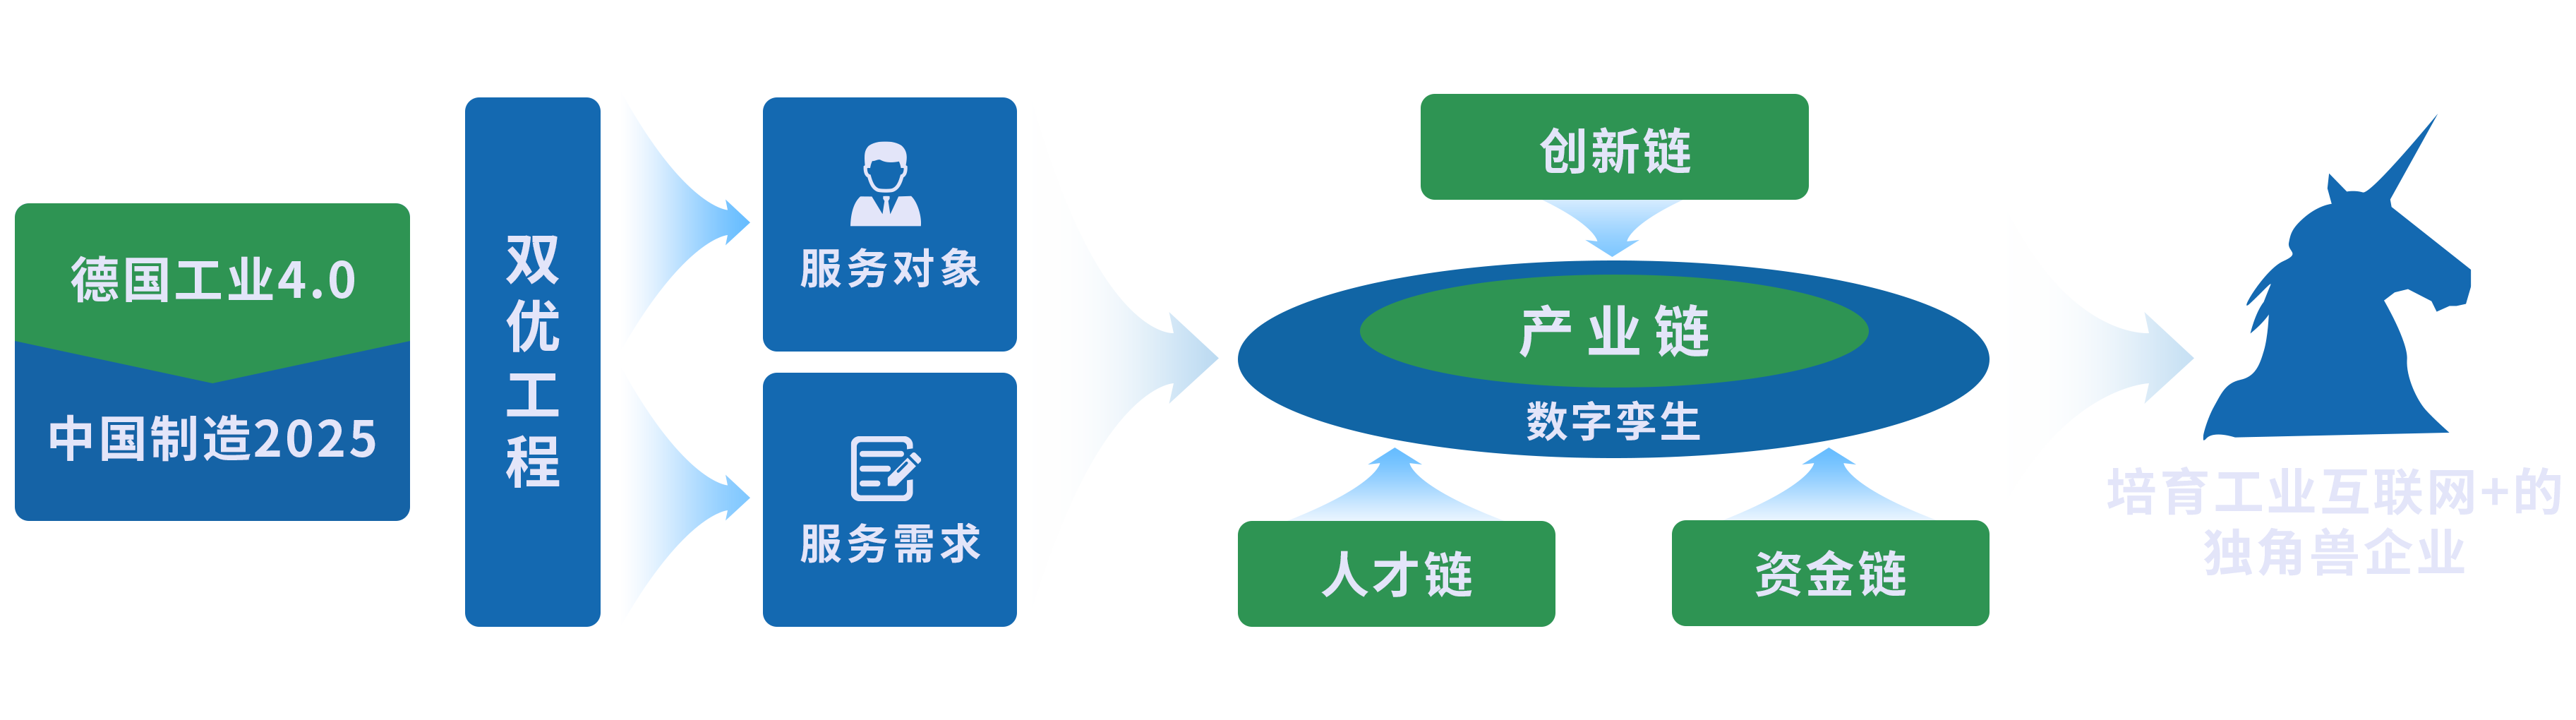 德国工业4.0
中国制造2025
双优工程
服务对象
服务需求
创新链
产业链
数字孪生
人才链
资金链
培育工业互联网+的
独角兽企业